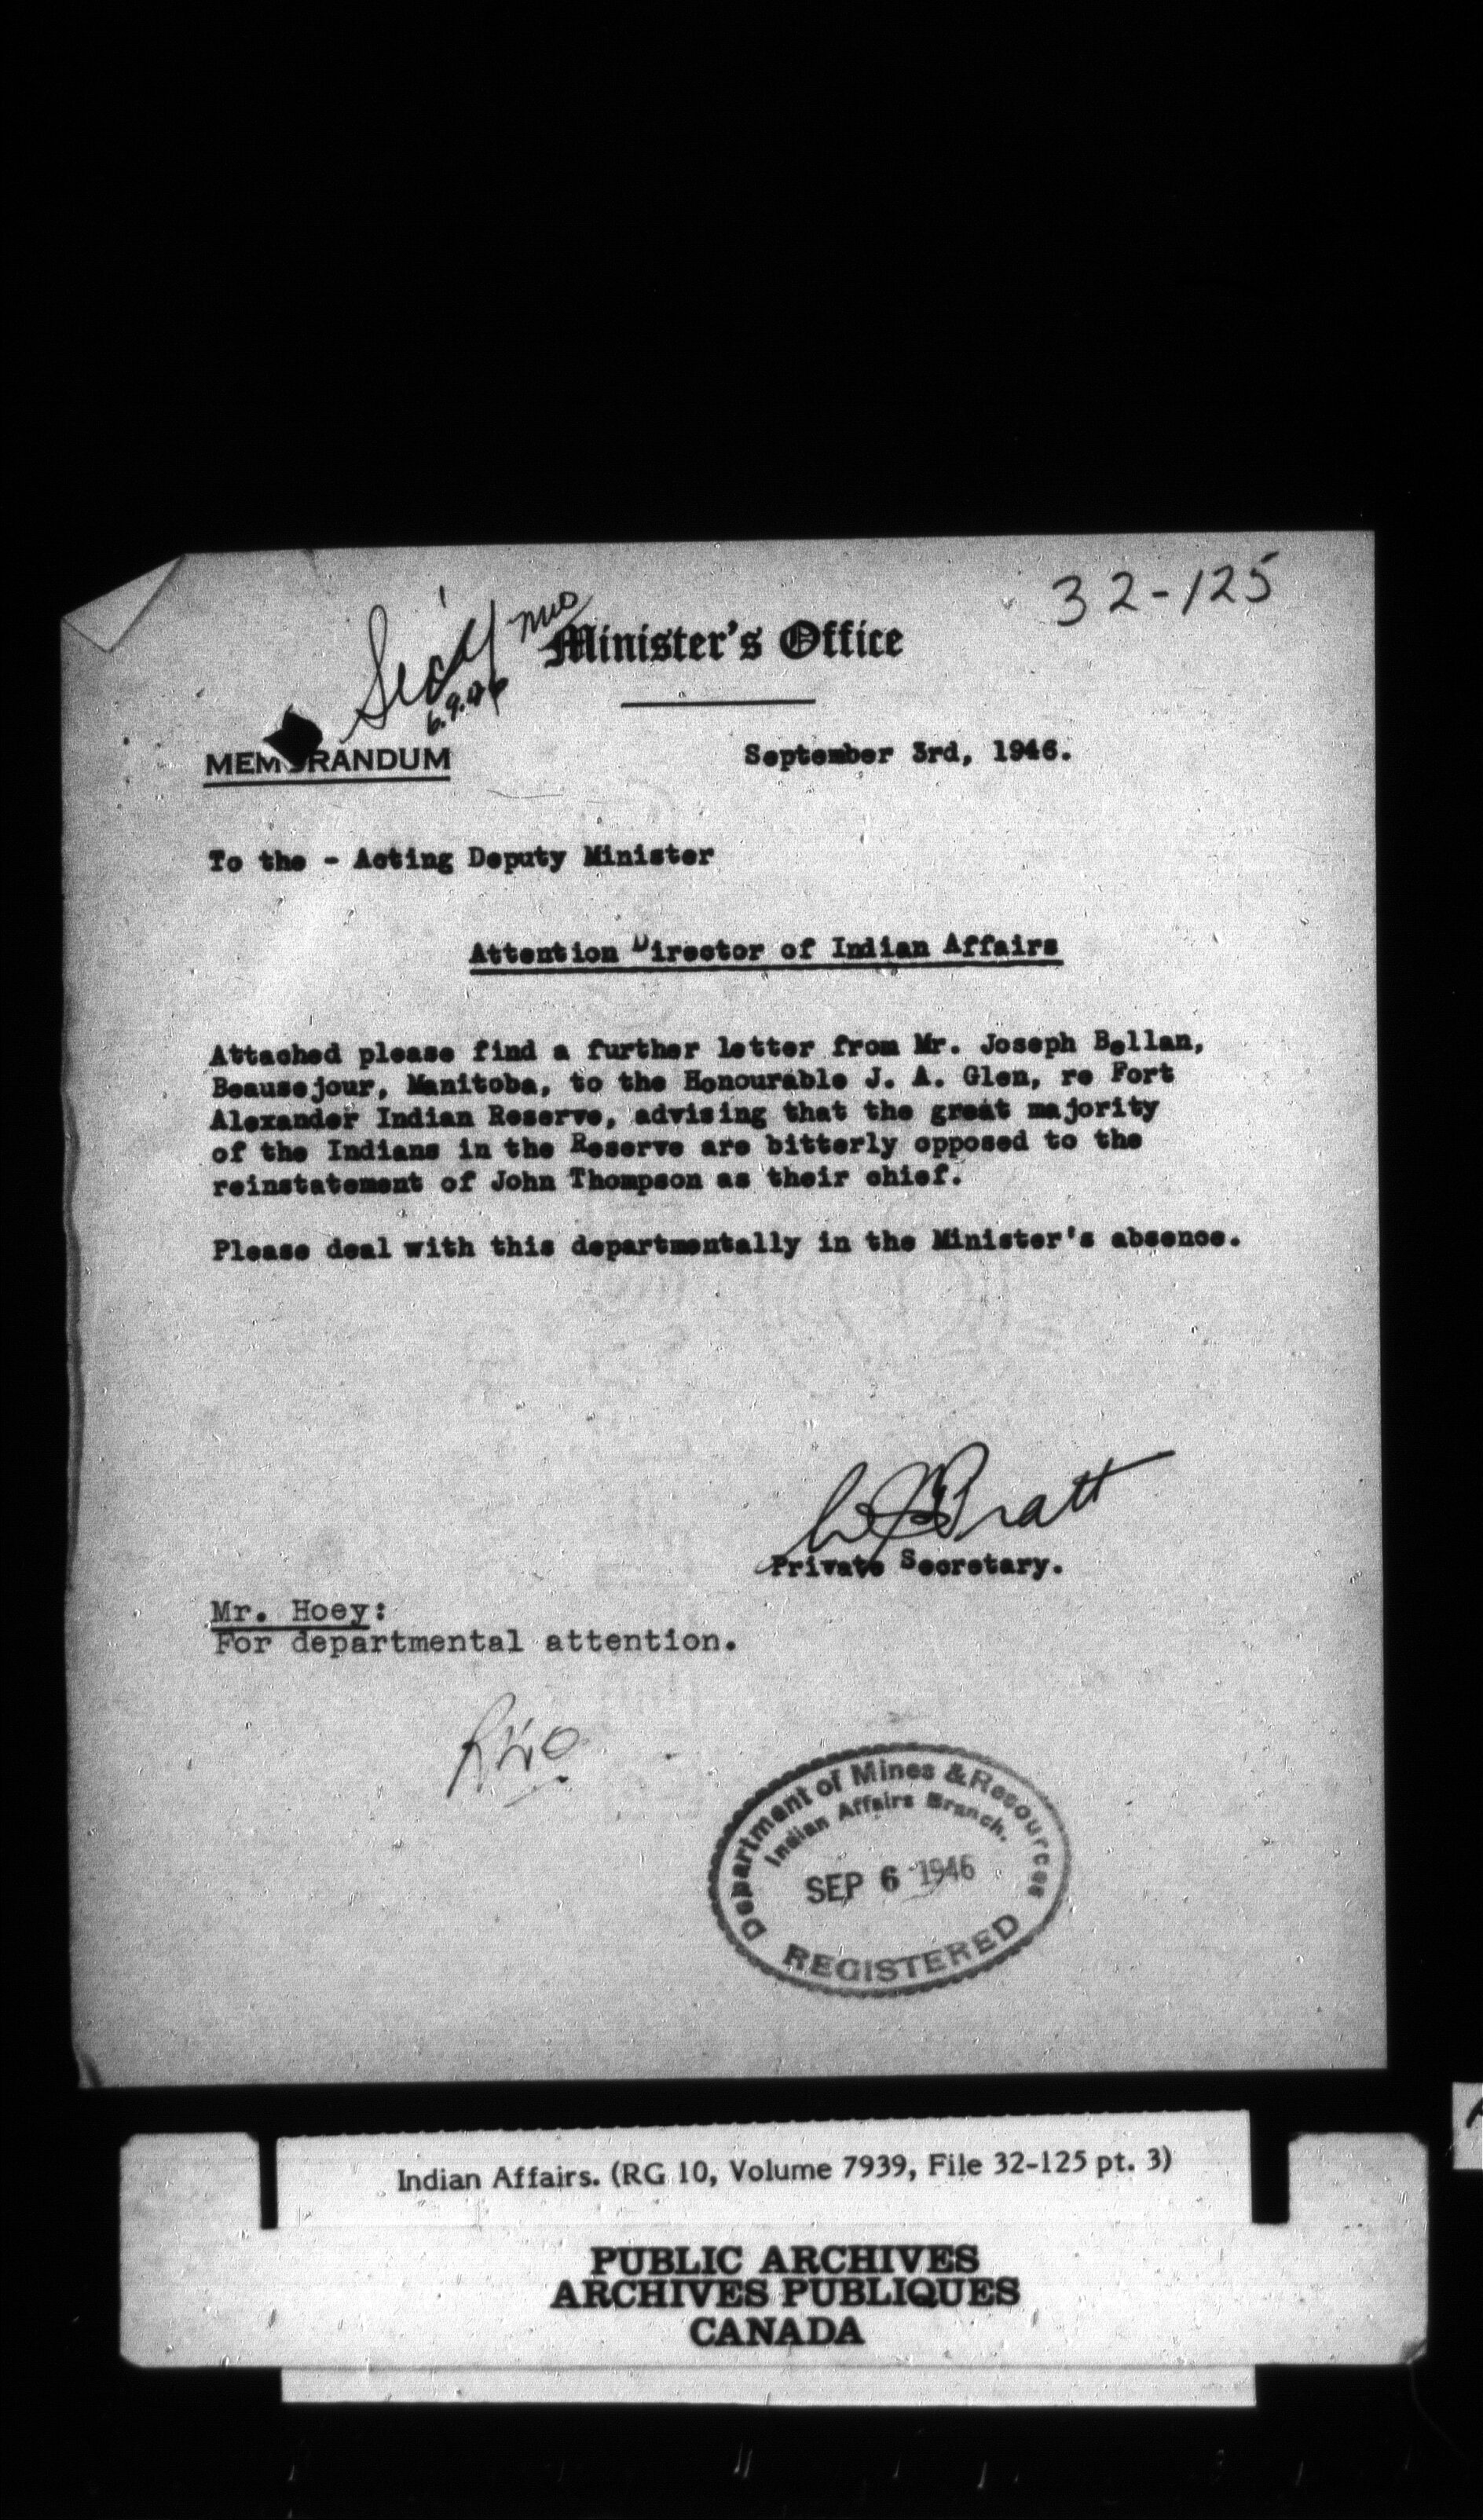 32-125
Sec'y
6.9.46
Minister's Office
MEMORANDUM
September 3rd, 1946.
To the - Acting Deputy Minister
Attention Director of Indian Affairs
Attached please find a further letter from Mr. Joseph Bellan,
Beausejour, Manitoba, to the Honourable J. A. Glen, re Fort
Alexander Indian Reserve, advising that the great majority
of the Indians in the Reserve are bitterly opposed to the
reinstatement of John Thompson as their chief.
Please deal with this departmentally in the Minister's absence.
Pratt
Private Secretary.
Mr. Hoey:
For departmental attention.
Department of Mines & Resources
Indian Affairs Branch.
SEP 6 1946
REGISTERED
Indian Affairs. (RG 10, Volume 7939, File 32-125 pt. 3)
PUBLIC ARCHIVES
ARCHIVES PUBLIQUES
CANADA